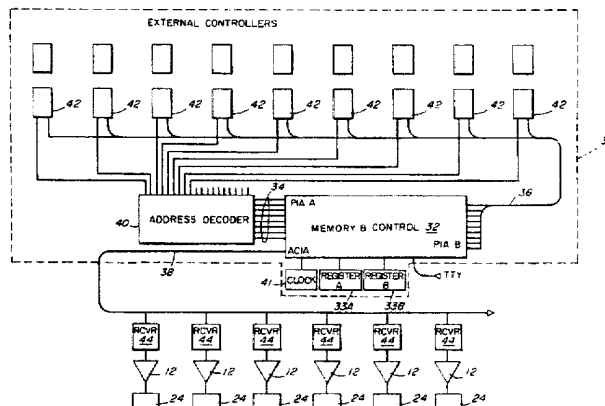 EXTERNAL CONTROLLERS
42 42 42 42 42 42 42 42 42
3
34
36
40
ADDRESS DECODER
PIA A
MEMORY & CONTROL 32
PIA B
ACIA
38
41
CLOCK
REGISTER A
REGISTER B
TTY
33A
33B
RCVR 44
RCVR 44
RCVR 44
RCVR 44
RCVR 44
RCVR 44
12 12 12 12 12 12
24 24 24 24 24 24